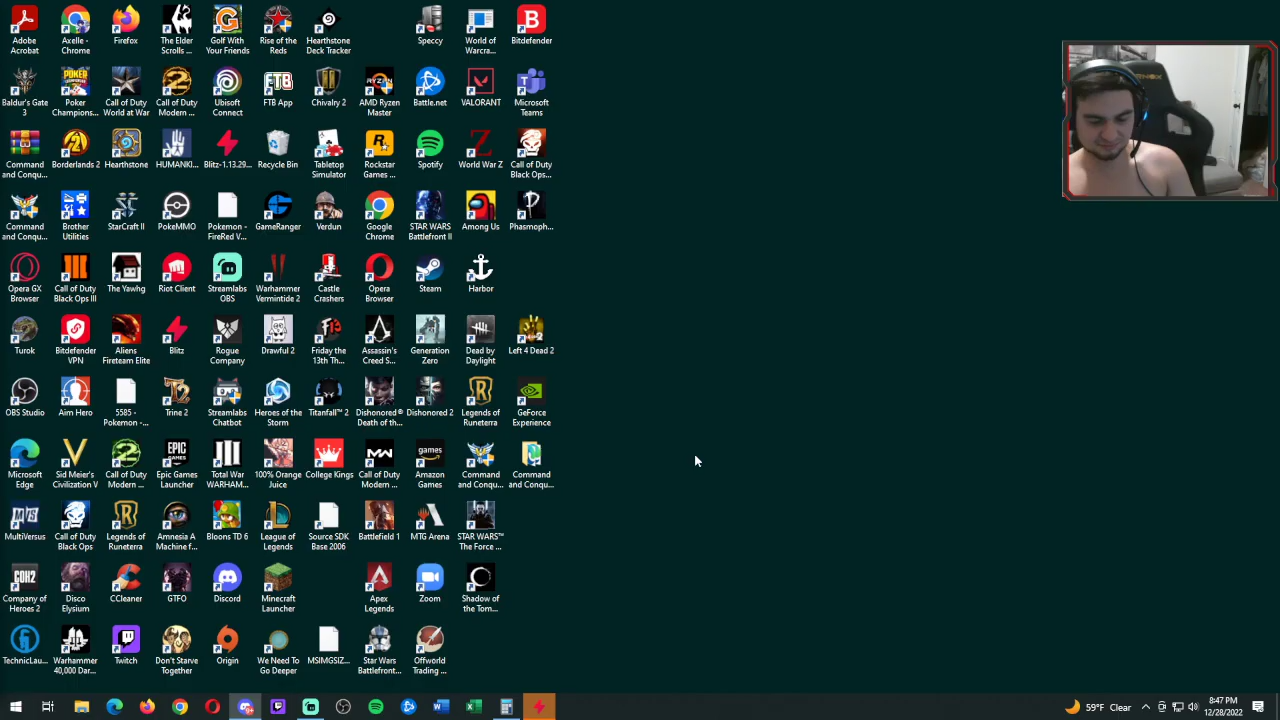 Adobe Acrobat
Axelle - Chrome
Firefox
The Elder Scrolls ...
Golf With Your Friends
Rise of the Reds
Hearthstone Deck Tracker
Speccy
World of Warcra...
Bitdefender
Baldur's Gate 3
Poker Champions...
Call of Duty World at War
Call of Duty Modern ...
Ubisoft Connect
FTB App
Chivalry 2
AMD Ryzen Master
Battle.net
VALORANT
Microsoft Teams
Command and Conqu...
Borderlands 2
Hearthstone
HUMANKI...
Blitz-1.13.29...
Recycle Bin
Tabletop Simulator
Rockstar Games ...
Spotify
World War Z
Call of Duty Black Ops...
Command and Conqu...
Brother Utilities
StarCraft II
PokeMMO
Pokemon - FireRed V...
GameRanger
Verdun
Google Chrome
STAR WARS Battlefront II
Among Us
Phasmoph...
Opera GX Browser
Call of Duty Black Ops III
The Yawhg
Riot Client
Streamlabs OBS
Warhammer Vermintide 2
Castle Crashers
Opera Browser
Steam
Harbor
Turok
Bitdefender VPN
Aliens Fireteam Elite
Blitz
Rogue Company
Drawful 2
Friday the 13th Th...
Assassin's Creed S...
Generation Zero
Dead by Daylight
Left 4 Dead 2
OBS Studio
Aim Hero
5585 - Pokemon -...
Trine 2
Streamlabs Chatbot
Heroes of the Storm
Titanfall™ 2
Dishonored® Death of th...
Dishonored 2
Legends of Runeterra
GeForce Experience
Microsoft Edge
Sid Meier's Civilization V
Call of Duty Modern ...
Epic Games Launcher
Total War WARHAM...
100% Orange Juice
College Kings
Call of Duty Modern ...
Amazon Games
Command and Conqu...
Command and Conqu...
MultiVersus
Call of Duty Black Ops
Legends of Runeterra
Amnesia A Machine f...
Bloons TD 6
League of Legends
Source SDK Base 2006
Battlefield 1
MTG Arena
STAR WARS™ The Force ...
Company of Heroes 2
Disco Elysium
CCleaner
GTFO
Discord
Minecraft Launcher
Apex Legends
Zoom
Shadow of the Tom...
TechnicLau...
Warhammer 40,000 Dar...
Twitch
Don't Starve Together
Origin
We Need To Go Deeper
MSIMGSIZ...
Star Wars Battlefront...
Offworld Trading ...
59°F Clear
8:47 PM
12/28/2022